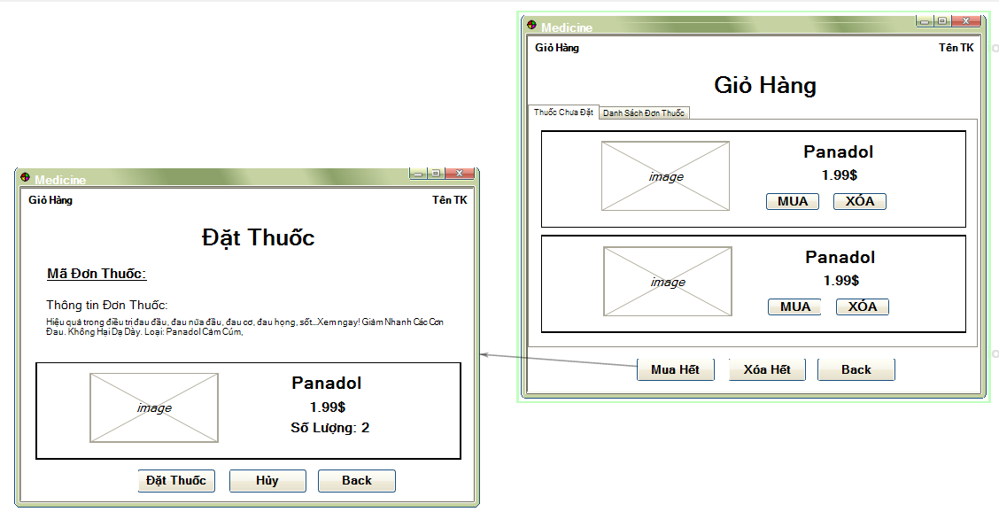 Medicine
Giỏ Hàng
Tên TK
Đặt Thuốc
Mã Đơn Thuốc:
Thông tin Đơn Thuốc:
Hiệu quả trong điều trị đau đầu, đau nửa đầu, đau cơ, đau họng, sốt...Xem ngay! Giảm Nhanh Các Cơn
Đau. Không Hại Dạ Dày. Loại: Panadol Cảm Cúm,
image
Panadol
1.99$
Số Lượng: 2
Đặt Thuốc
Hủy
Back
Medicine
Giỏ Hàng
Tên TK
Giỏ Hàng
Thuốc Chưa Đặt
Danh Sách Đơn Thuốc
image
Panadol
1.99$
MUA
XÓA
image
Panadol
1.99$
MUA
XÓA
Mua Hết
Xóa Hết
Back